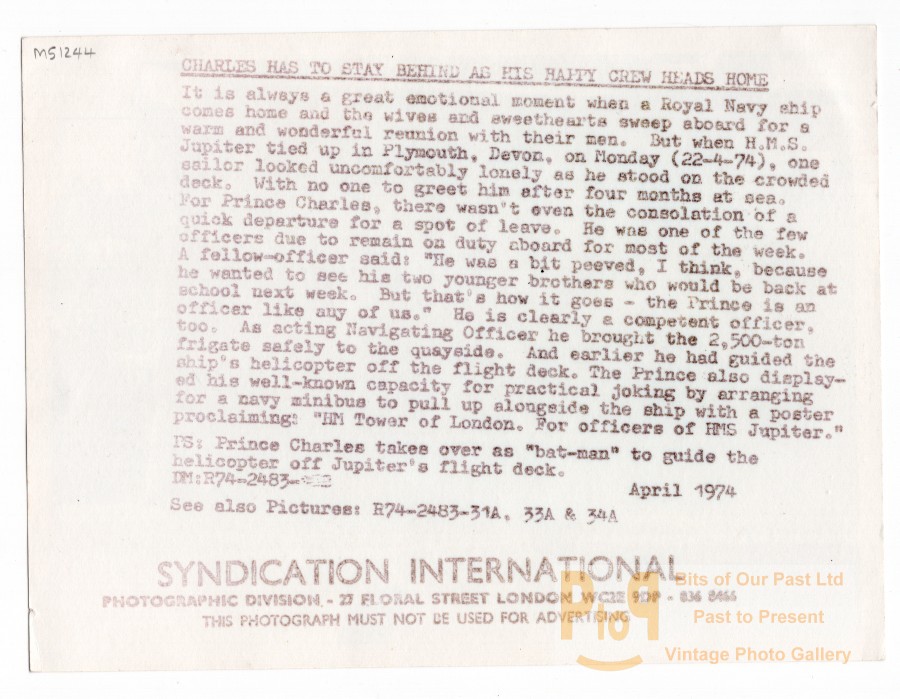 MS1244
CHARLES HAS TO STAY BEHIND AS HIS HAPPY CREW HEADS HOME
It is always a great emotional moment when a Royal Navy ship
comes home and the wives and sweethearts sweep aboard for a
warm and wonderful reunion with their men. But when H.M.S.
Jupiter tied up in Plymouth, Devon, on Monday (22-4-74), one
sailor looked uncomfortably lonely as he stood on the crowded
deck. With no one to greet him after four months at sea.
For Prince Charles, there wasn't even the consolation of a
quick departure for a spot of leave. He was one of the few
officers due to remain on duty aboard for most of the week.
A fellow-officer said: "He was a bit peeved, I think, because
he wanted to see his two younger brothers who would be back at
school next week. But that's how it goes - the Prince is an
officer like any of us." He is clearly a competent officer,
too. As acting Navigating Officer he brought the 2,500-ton
frigate safely to the quayside. And earlier he had guided the
ship's helicopter off the flight deck. The Prince also display-
ed his well-known capacity for practical joking by arranging
for a navy minibus to pull up alongside the ship with a poster
proclaiming: "HM Tower of London. For officers of HMS Jupiter."
PS: Prince Charles takes over as "bat-man" to guide the
helicopter off Jupiter's flight deck.
DM:R74-2483-
April 1974
See also Pictures: R74-2483-31A, 33A & 34A
SYNDICATION INTERNATIONAL
PHOTOGRAPHIC DIVISION - 27 FLORAL STREET LONDON WC2E 9DP - 836 8466
THIS PHOTOGRAPH MUST NOT BE USED FOR ADVERTISING
PtoP
Bits of Our Past Ltd
Past to Present
Vintage Photo Gallery